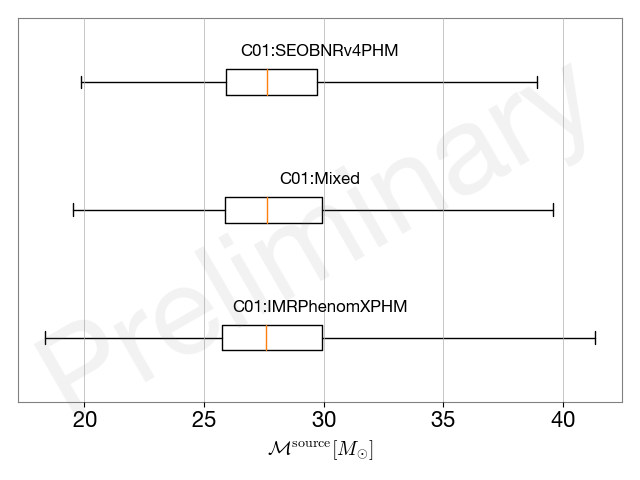 C01:SEOBNRv4PHM
C01:Mixed
C01:IMRPhenomXPHM
Preliminary
20 25 30 35 40
ℳ^source [M_⊙]